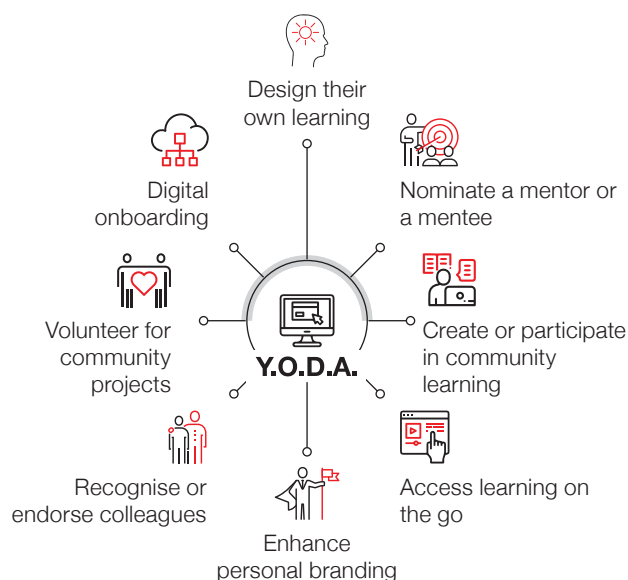 Design their
own learning
Digital
onboarding
Nominate a mentor or
a mentee
Volunteer for
community
projects
Y.O.D.A.
Create or participate
in community
learning
Recognise or
endorse colleagues
Access learning on
the go
Enhance
personal branding